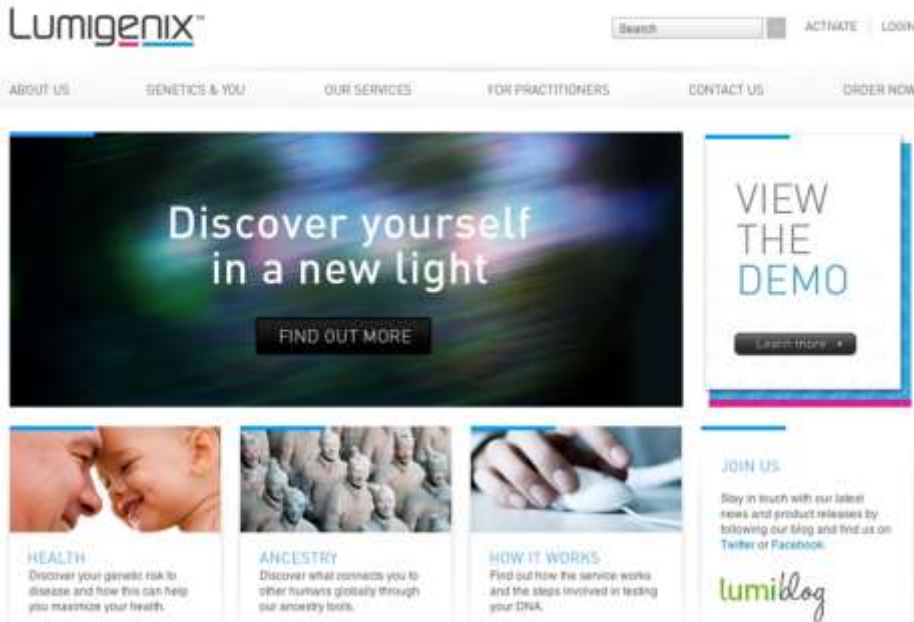 Lumigenix™
Search
ACTIVATE LOGIN
ABOUT US GENETICS & YOU OUR SERVICES FOR PRACTITIONERS CONTACT US ORDER NOW
Discover yourself
in a new light
FIND OUT MORE
VIEW
THE
DEMO
Learn more
HEALTH
Discover your genetic risk to
disease and how this can help
you maximize your health.
ANCESTRY
Discover what connects you to
other humans globally through
our ancestry tools.
HOW IT WORKS
Find out how the service works
and the steps involved in testing
your DNA.
JOIN US
Stay in touch with our latest
news and product releases by
following our blog and find us on
Twitter or Facebook.
lumiblog